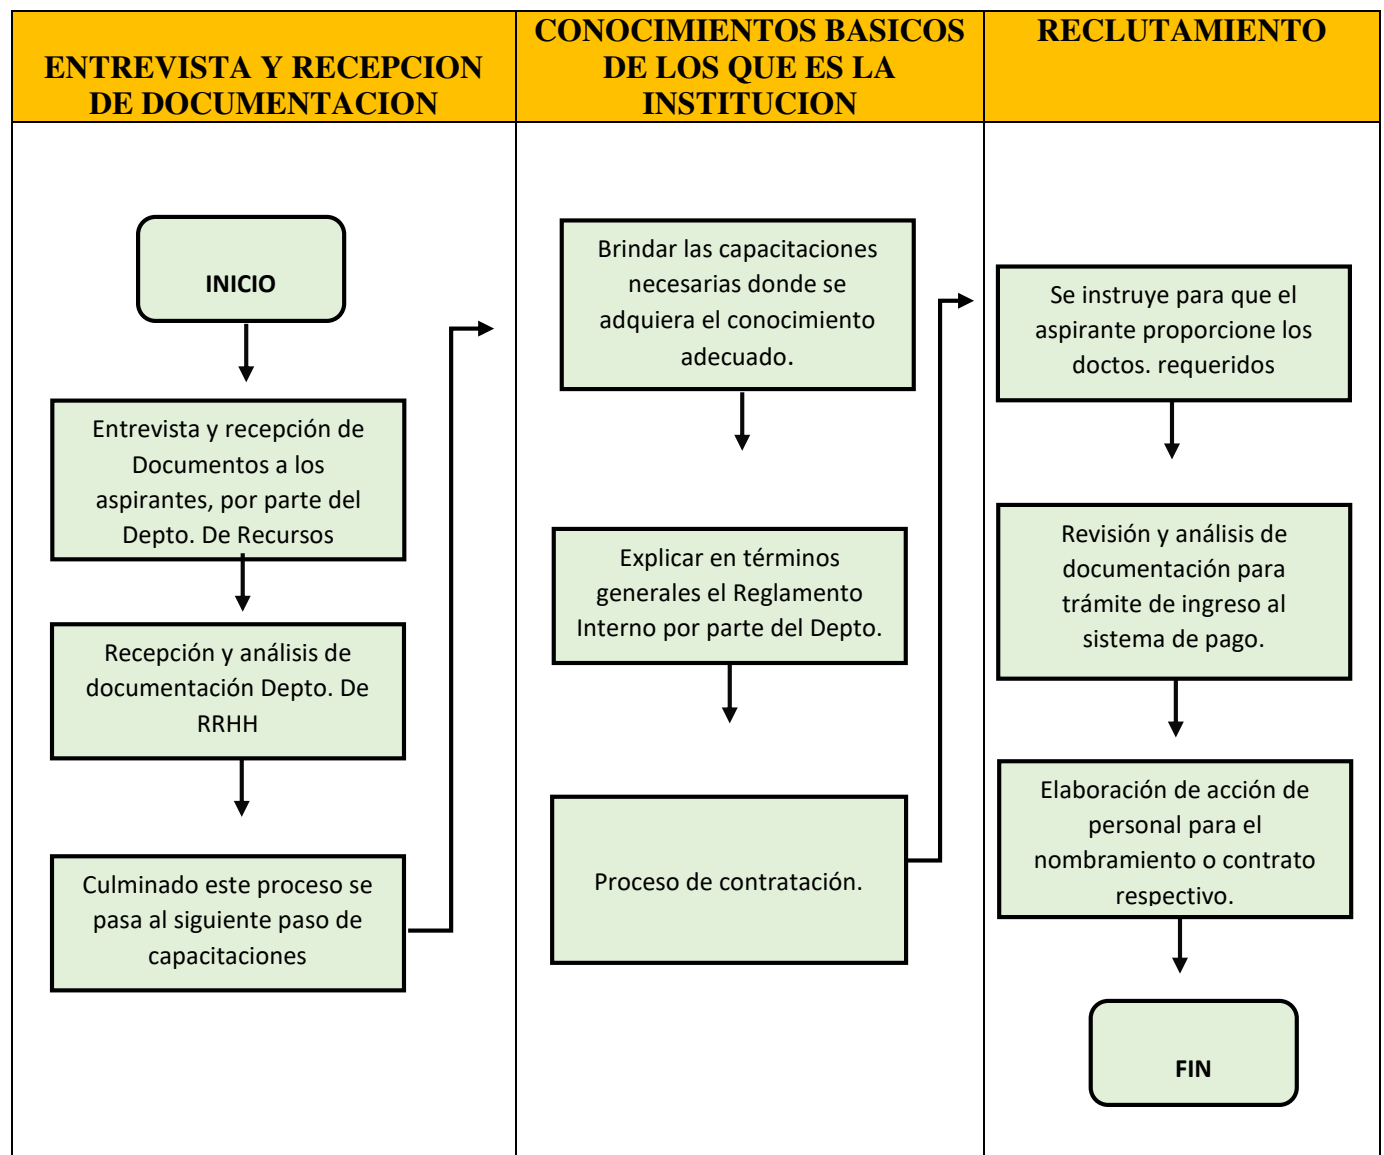 ENTREVISTA Y RECEPCION
DE DOCUMENTACION
CONOCIMIENTOS BASICOS
DE LOS QUE ES LA
INSTITUCION
RECLUTAMIENTO
INICIO
Entrevista y recepción de
Documentos a los
aspirantes, por parte del
Depto. De Recursos
Recepción y análisis de
documentación Depto. De
RRHH
Culminado este proceso se
pasa al siguiente paso de
capacitaciones
Brindar las capacitaciones
necesarias donde se
adquiera el conocimiento
adecuado.
Explicar en términos
generales el Reglamento
Interno por parte del Depto.
Proceso de contratación.
Se instruye para que el
aspirante proporcione los
doctos. requeridos
Revisión y análisis de
documentación para
trámite de ingreso al
sistema de pago.
Elaboración de acción de
personal para el
nombramiento o contrato
respectivo.
FIN